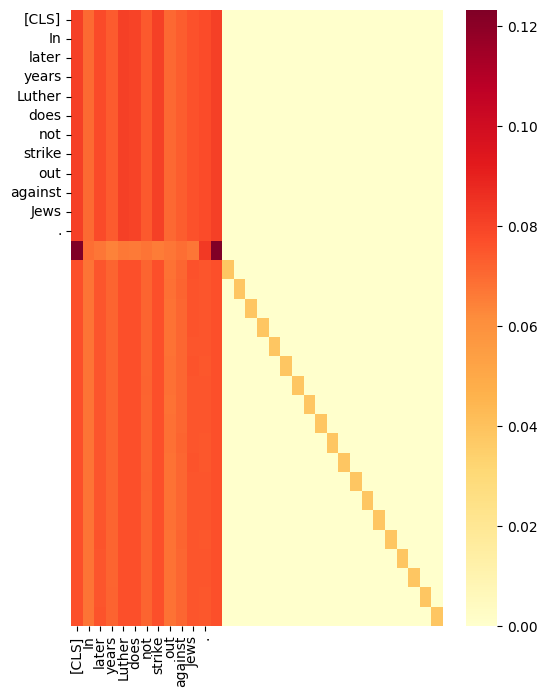 [CLS]
In
later
years
Luther
does
not
strike
out
against
Jews
.
0.12
0.10
0.08
0.06
0.04
0.02
0.00
[CLS]
In
later
years
Luther
does
not
strike
out
against
Jews
.